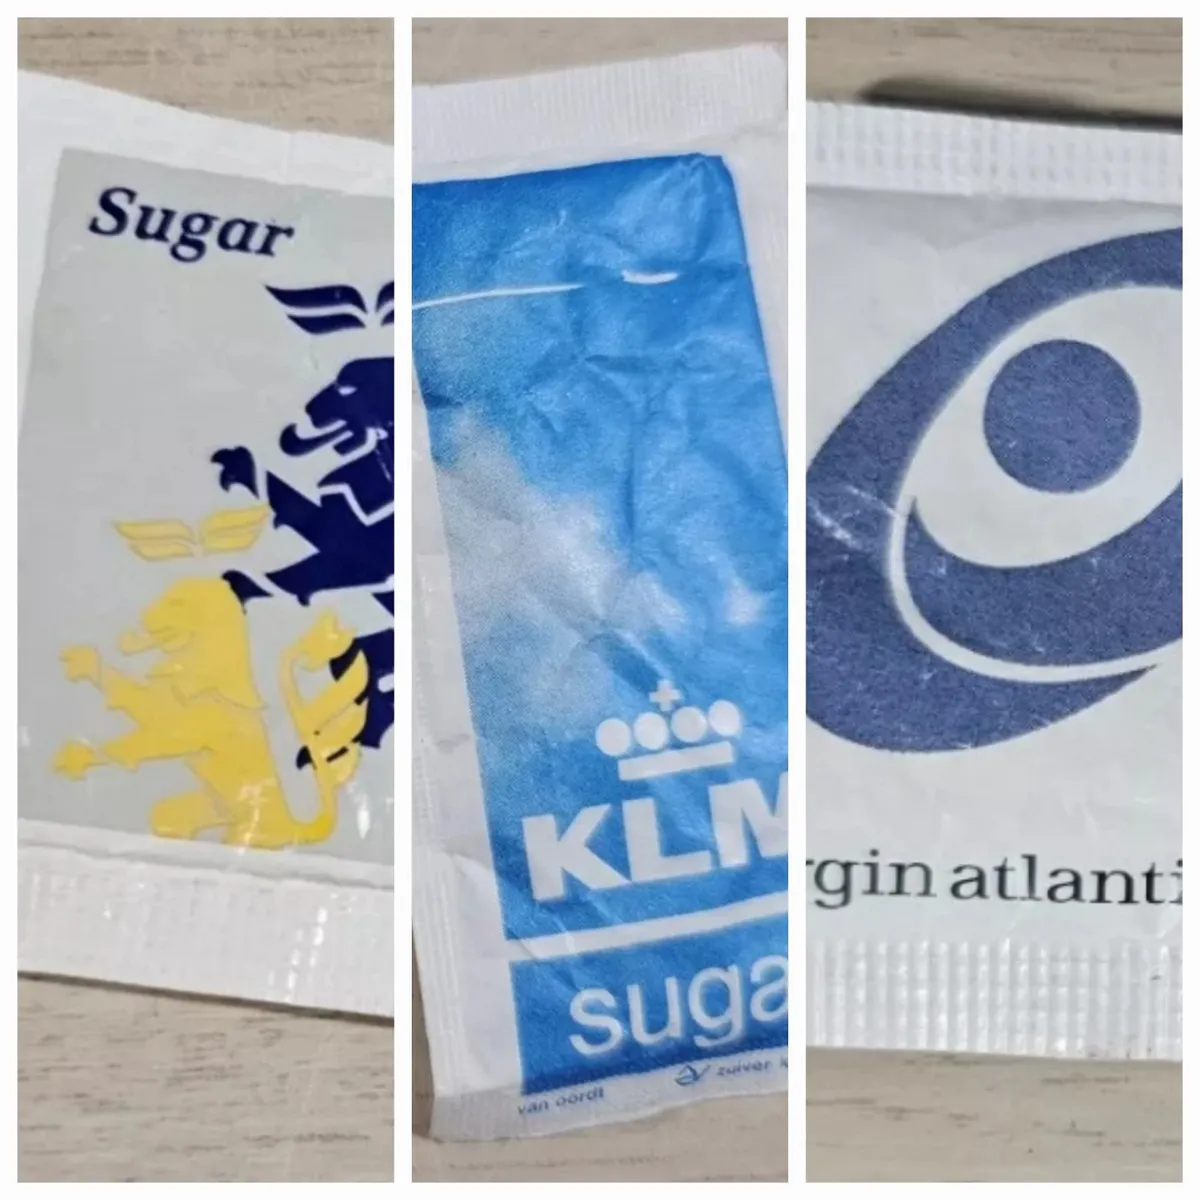 Sugar
KLM
suga
van oordt
zuiver
rgin atlanti